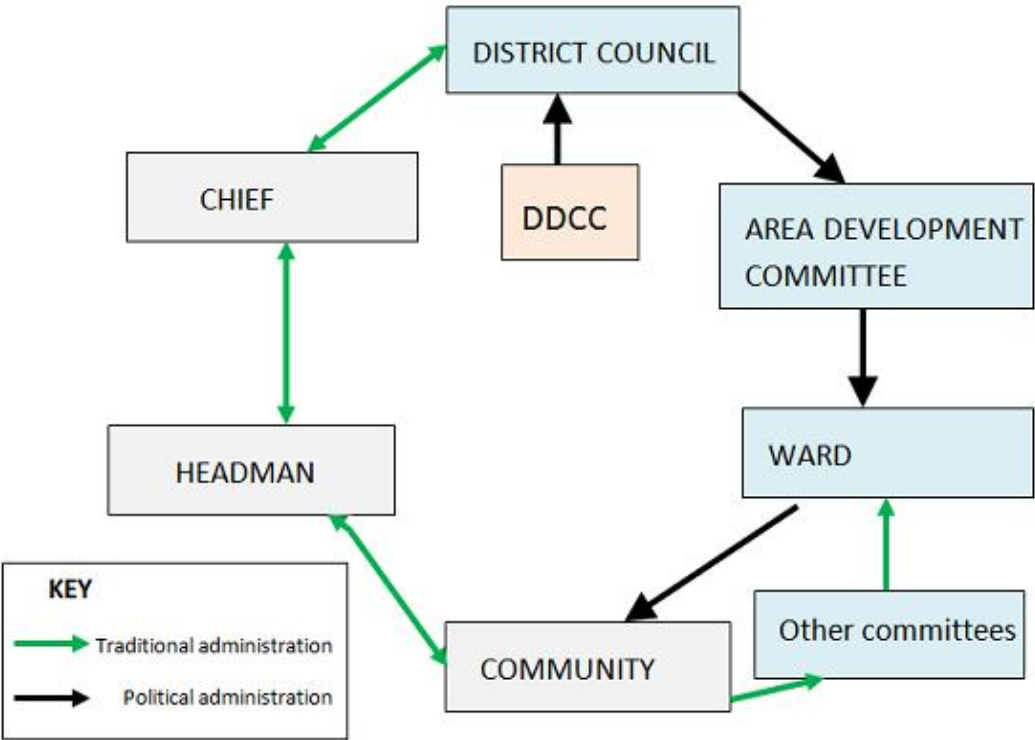 DISTRICT COUNCIL
CHIEF
DDCC
AREA DEVELOPMENT
COMMITTEE
WARD
HEADMAN
KEY
Traditional administration
Political administration
Other committees
COMMUNITY